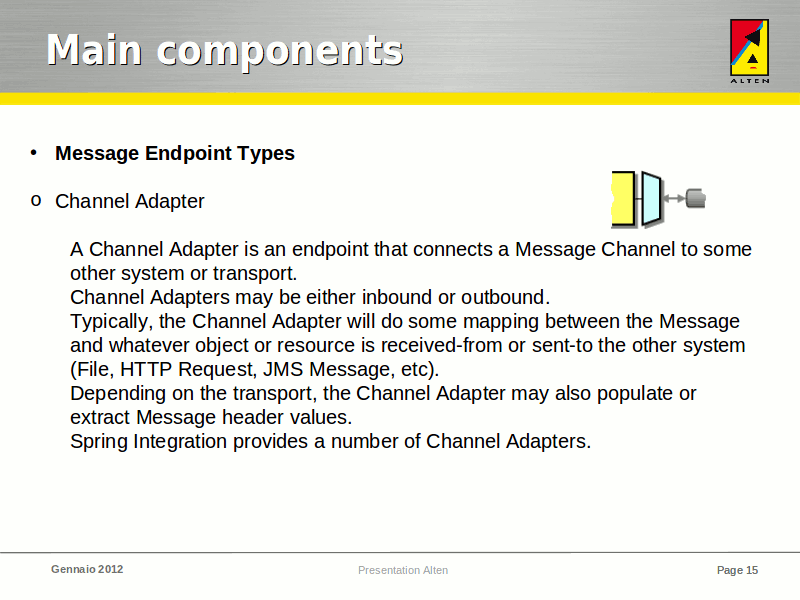 Main components
ALTEN
• Message Endpoint Types
o Channel Adapter
A Channel Adapter is an endpoint that connects a Message Channel to some
other system or transport.
Channel Adapters may be either inbound or outbound.
Typically, the Channel Adapter will do some mapping between the Message
and whatever object or resource is received-from or sent-to the other system
(File, HTTP Request, JMS Message, etc).
Depending on the transport, the Channel Adapter may also populate or
extract Message header values.
Spring Integration provides a number of Channel Adapters.
Gennaio 2012
Presentation Alten
Page 15